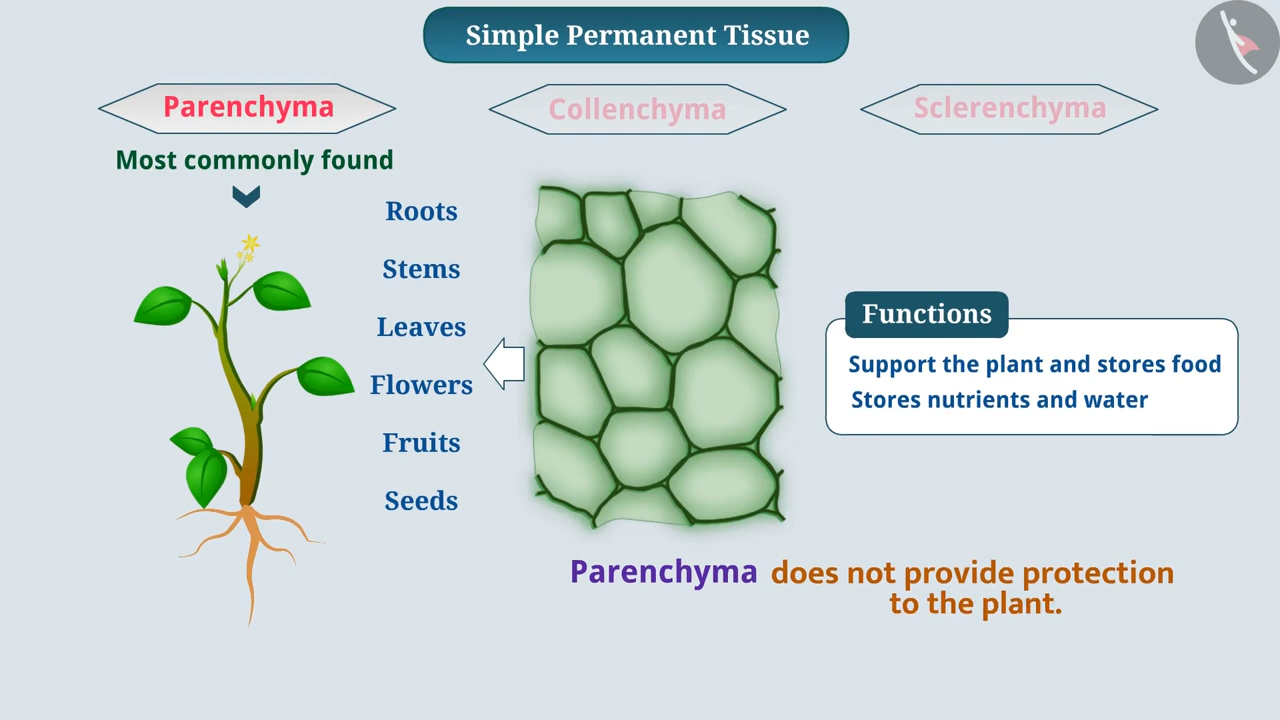 Simple Permanent Tissue
Parenchyma
Collenchyma
Sclerenchyma
Most commonly found
Roots
Stems
Leaves
Flowers
Fruits
Seeds
Functions
Support the plant and stores food
Stores nutrients and water
Parenchyma does not provide protection
to the plant.